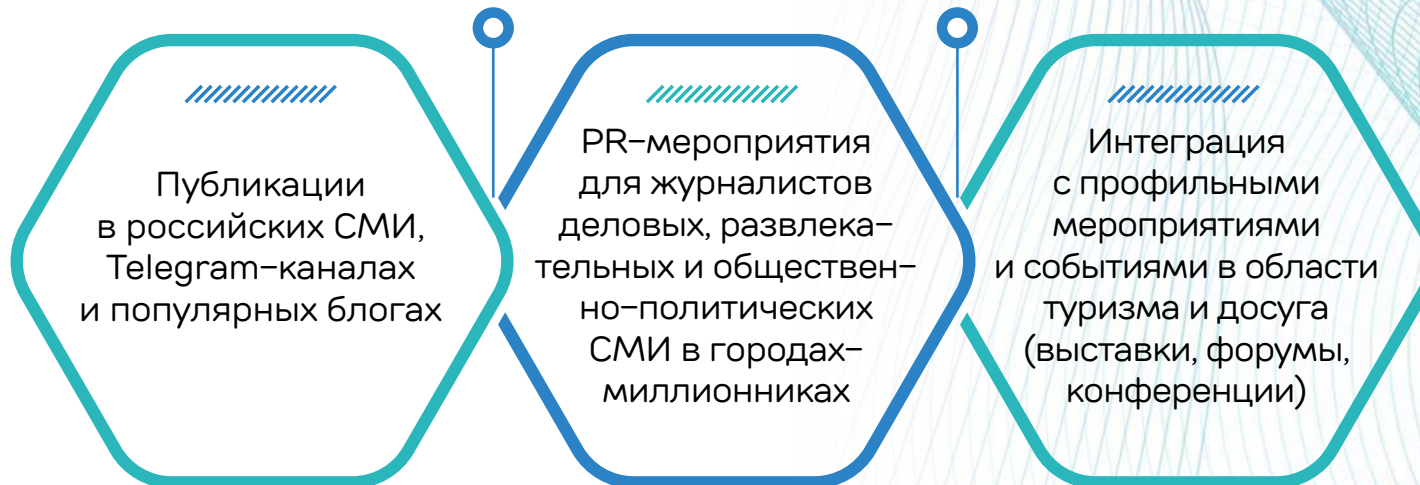 Публикации
в российских СМИ,
Telegram-каналах
и популярных блогах
PR-мероприятия
для журналистов
деловых, развлека-
тельных и обществен-
но-политических
СМИ в городах-
миллионниках
Интеграция
с профильными
мероприятиями
и событиями в области
туризма и досуга
(выставки, форумы,
конференции)